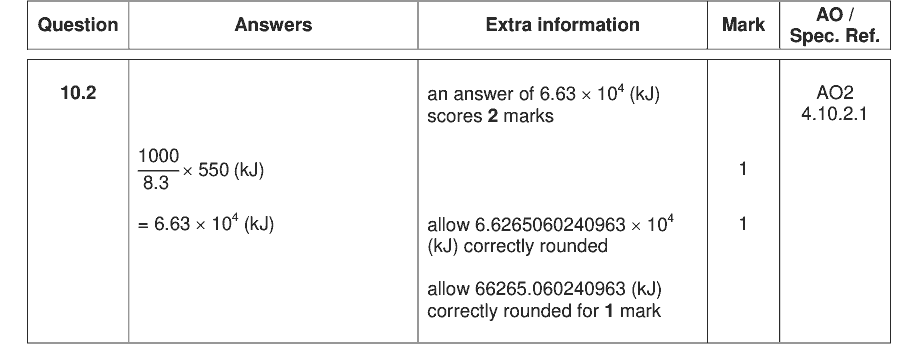 Question Answers Extra information Mark AO /
Spec. Ref.
10.2 an answer of 6.63 × 10⁴ (kJ) AO2
scores 2 marks 4.10.2.1
1000
8.3
× 550 (kJ) 1
= 6.63 × 10⁴ (kJ) allow 6.6265060240963 × 10⁴ 1
(kJ) correctly rounded
allow 66265.060240963 (kJ)
correctly rounded for 1 mark